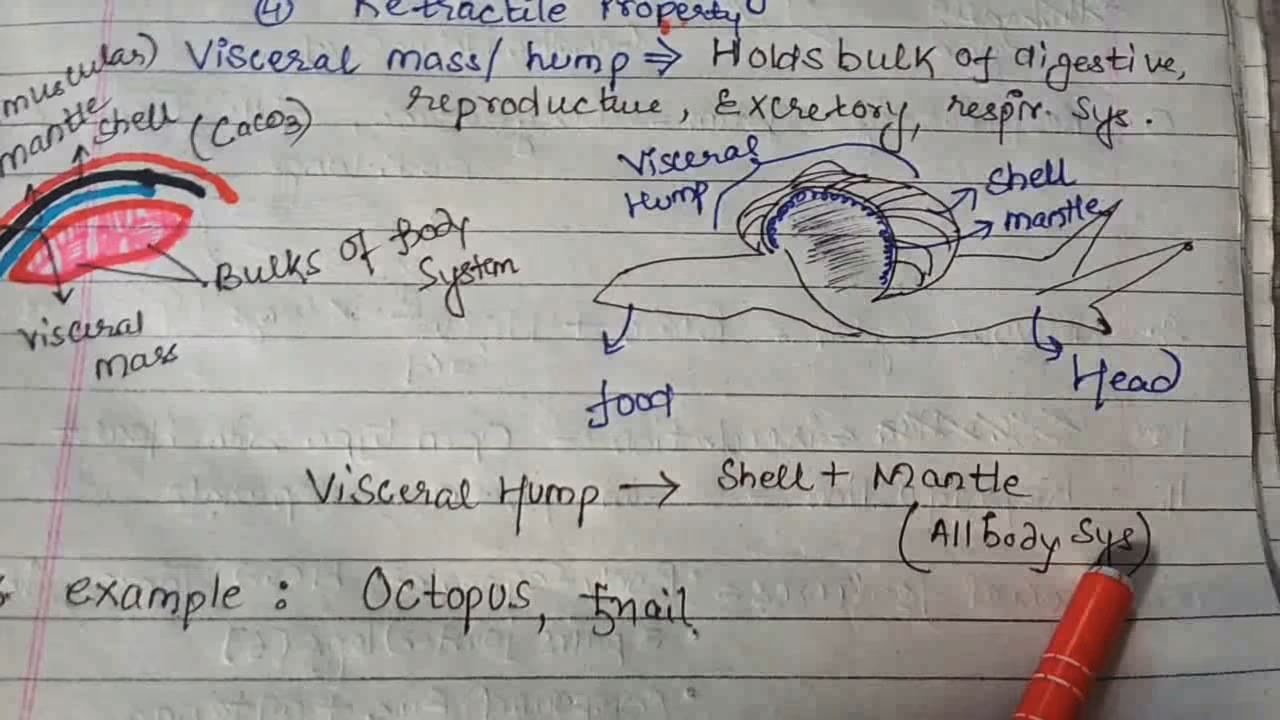 (4) Retractile Property
muscular) Visceral mass/ hump ⇒ Holds bulk of digestive,
reproductive, Excretory, respir. Sys.
mantle
shell (CaCO3)
Bulks of body
System
visceral
mass
Visceral
Hump
shell
mantle
foot
Head
Visceral Hump → Shell + Mantle
(All body Sys)
example : Octopus, Snail.